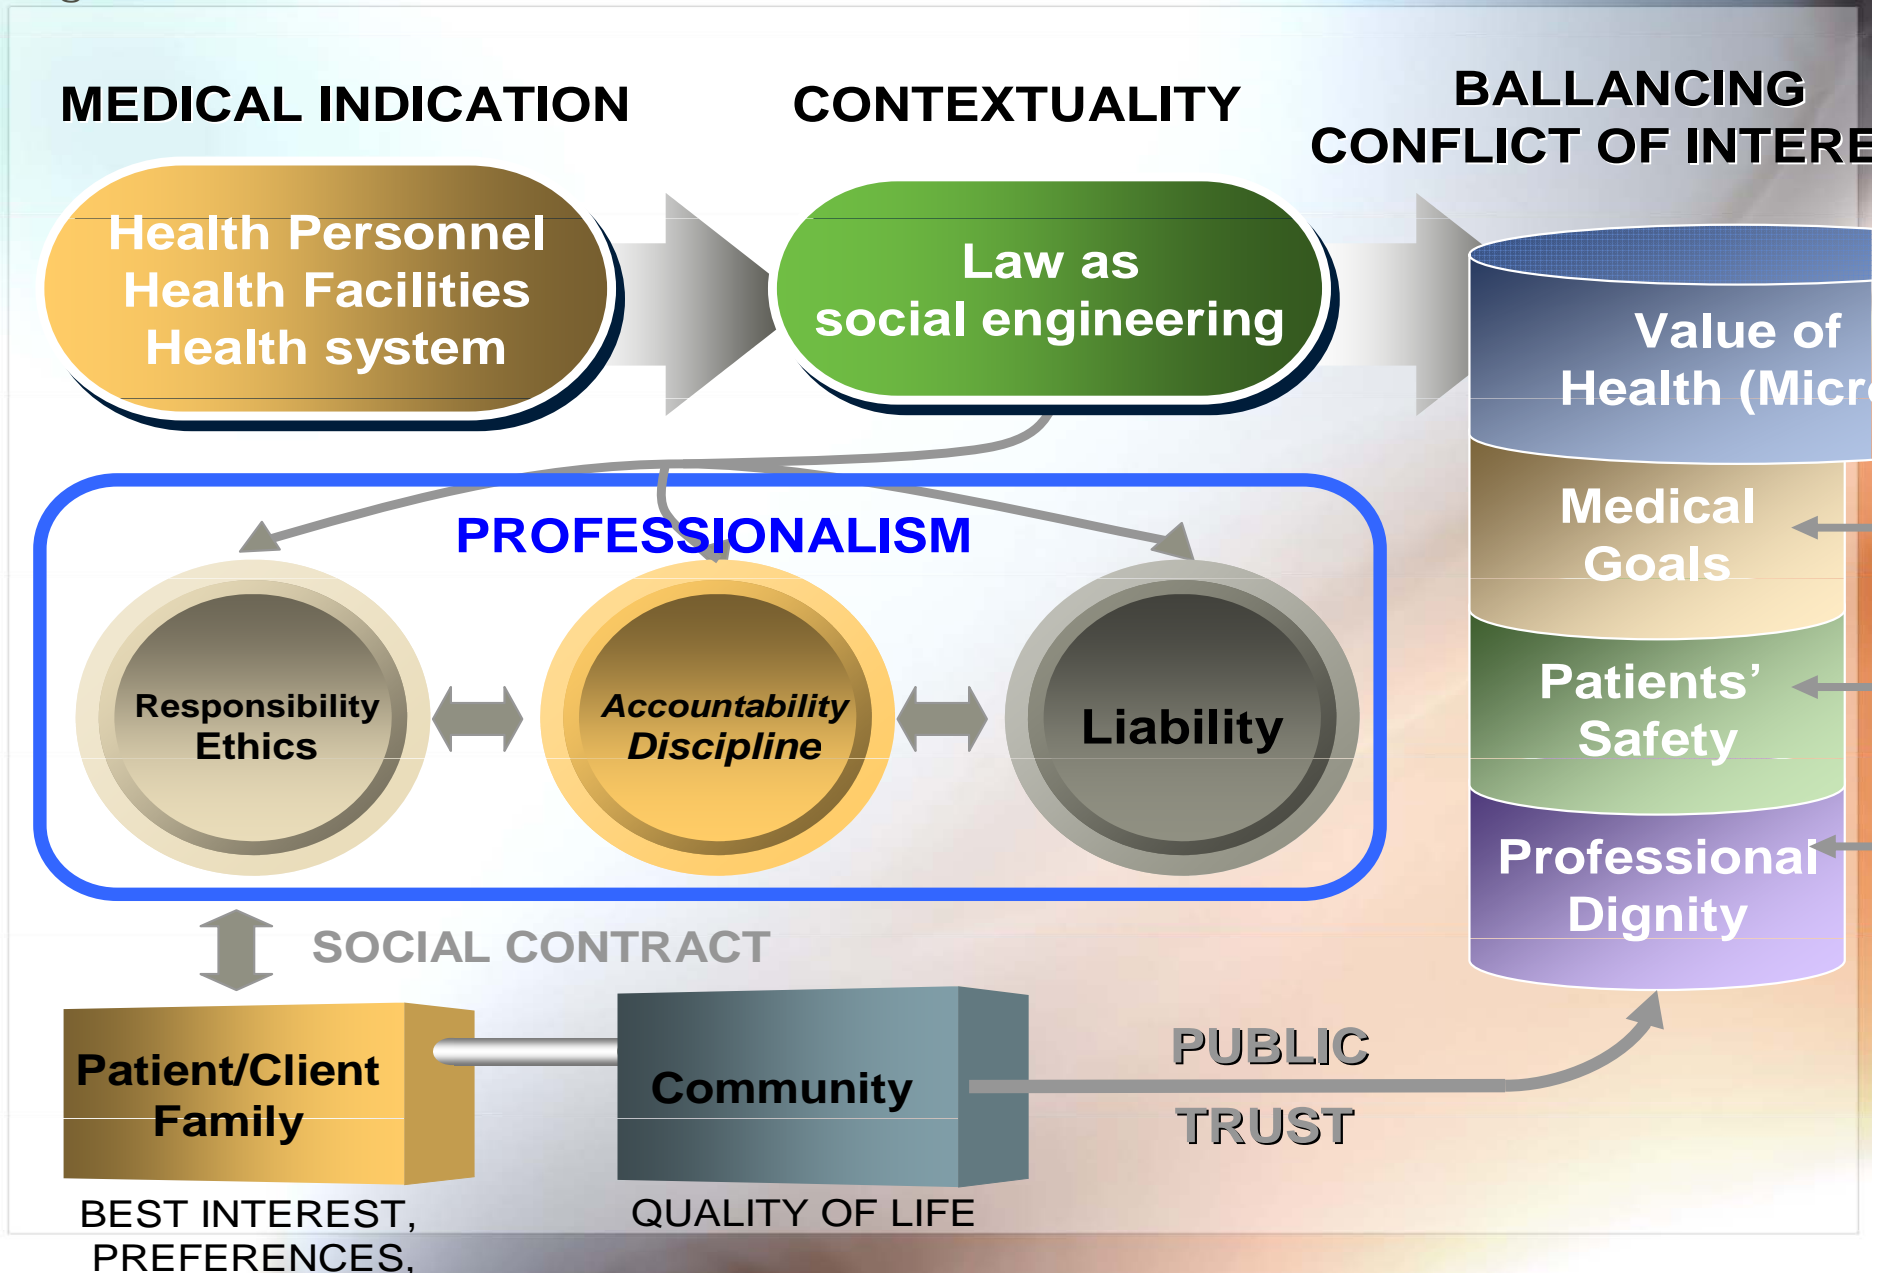 MEDICAL INDICATION
CONTEXTUALITY
BALLANCING
CONFLICT OF INTERE
Health Personnel
Health Facilities
Health system
Law as
social engineering
Value of
Health (Micr
PROFESSIONALISM
Responsibility
Ethics
Accountability
Discipline
Liability
Medical
Goals
Patients’
Safety
Professional
Dignity
SOCIAL CONTRACT
Patient/Client
Family
Community
PUBLIC
TRUST
BEST INTEREST,
PREFERENCES,
QUALITY OF LIFE